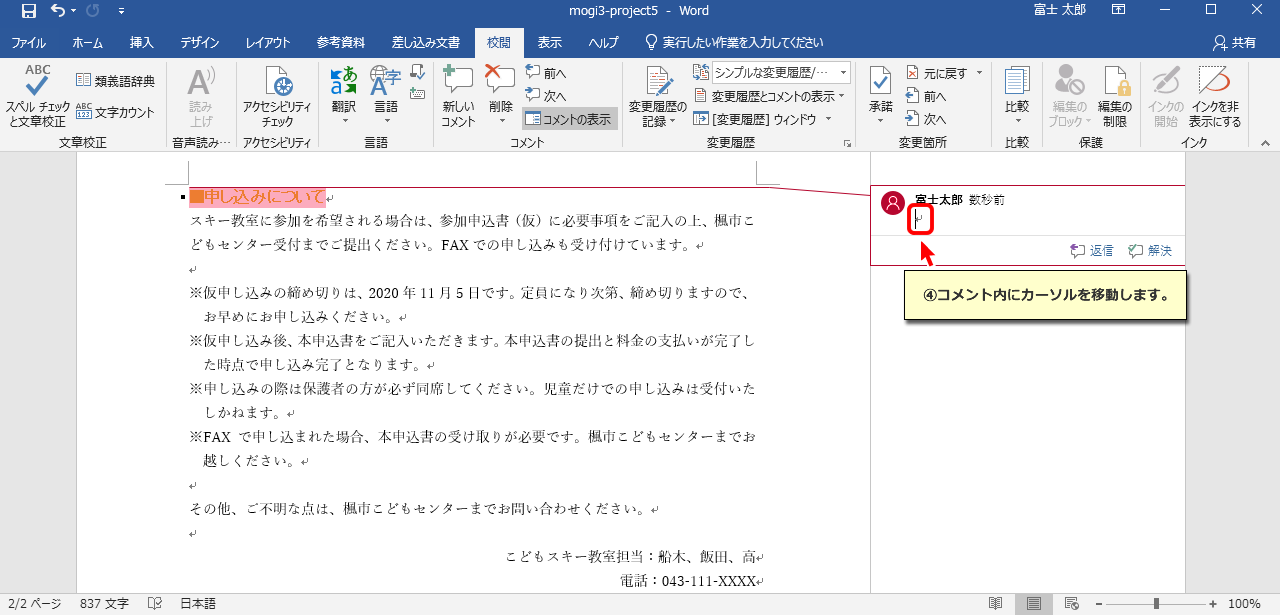 mogi3-project5 - Word
富士 太郎
ファイル ホーム 挿入 デザイン レイアウト 参考資料 差し込み文書 校閲 表示 ヘルプ 実行したい作業を入力してください 共有
ABC
スペル チェック
と文章校正
類義語辞典
ABC
123
文字カウント
文章校正
読み
上げ
音声読み…
アクセシビリティ
チェック
アクセシビリティ
翻訳
言語
言語
新しい
コメント
削除
前へ
次へ
コメントの表示
コメント
変更履歴の
記録
シンプルな変更履歴/…
変更履歴とコメントの表示
[変更履歴] ウィンドウ
変更履歴
承諾
元に戻す
前へ
次へ
変更箇所
比較
比較
編集の
ブロック
編集の
制限
保護
インクの
開始
インクを非
表示にする
インク
■申し込みについて
スキー教室に参加を希望される場合は、参加申込書（仮）に必要事項をご記入の上、楓市こ
どもセンター受付までご提出ください。FAX での申し込みも受け付けています。
※仮申し込みの締め切りは、2020 年 11 月 5 日です。定員になり次第、締め切りますので、
お早めにお申し込みください。
※仮申し込み後、本申込書をご記入いただきます。本申込書の提出と料金の支払いが完了し
た時点で申し込み完了となります。
※申し込みの際は保護者の方が必ず同席してください。児童だけでの申し込みは受付いた
しかねます。
※FAX で申し込まれた場合、本申込書の受け取りが必要です。楓市こどもセンターまでお
越しください。
その他、ご不明な点は、楓市こどもセンターまでお問い合わせください。
こどもスキー教室担当：船木、飯田、高
電話：043-111-XXXX
富士太郎 数秒前
返信 解決
④コメント内にカーソルを移動します。
2/2 ページ 837 文字 日本語 100%